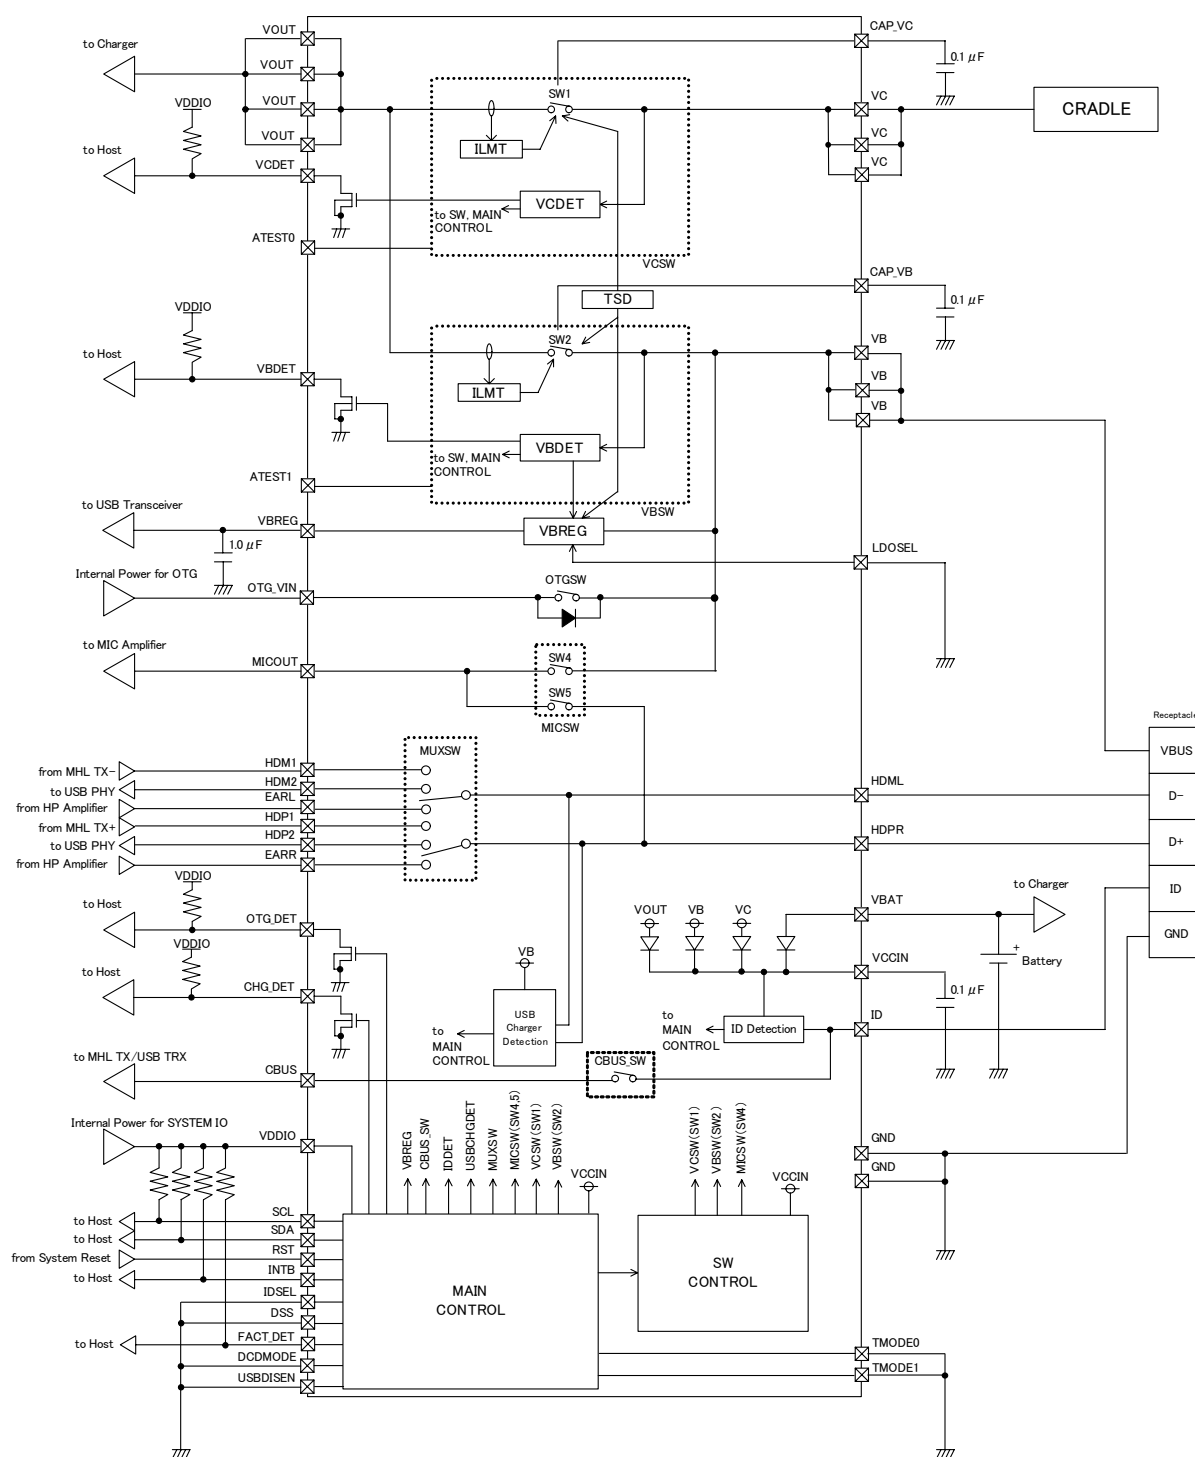 VOUT
to Charger
VOUT
VDDIO
VOUT
VOUT
to Host
VCDET
ATEST0
VDDIO
to Host
VBDET
ATEST1
to USB Transceiver
VBREG
1.0 μF
Internal Power for OTG
OTG_VIN
to MIC Amplifier
MICOUT
from MHL TX-
HDM1
to USB PHY
HDM2
from HP Amplifier
EARL
from MHL TX+
HDP1
to USB PHY
HDP2
from HP Amplifier
EARR
VDDIO
to Host
OTG_DET
VDDIO
to Host
CHG_DET
to MHL TX/USB TRX
CBUS
Internal Power for SYSTEM IO
VDDIO
to Host
SCL
to Host
SDA
from System Reset
RST
to Host
INTB
IDSEL
DSS
to Host
FACT_DET
DCDMODE
USBDISEN
SW1
ILMT
VCDET
to SW, MAIN
CONTROL
VCSW
TSD
SW2
ILMT
VBDET
to SW, MAIN
CONTROL
VBSW
VBREG
OTGSW
SW4
SW5
MICSW
MUXSW
VB
USB
Charger
Detection
to
MAIN
CONTROL
VOUT
VB
VC
to
MAIN
CONTROL
ID Detection
CBUS_SW
VBREG
CBUS_SW
IDDET
USBCHGDET
MUXSW
MICSW(SW4,5)
VCSW(SW1)
VBSW(SW2)
VCCIN
MAIN
CONTROL
VCSW(SW1)
VBSW(SW2)
MICSW(SW4)
VCCIN
SW
CONTROL
CAP_VC
0.1 μF
VC
VC
VC
CRADLE
CAP_VB
0.1 μF
VB
VB
VB
LDOSEL
Receptacle
VBUS
D-
D+
ID
GND
HDML
HDPR
to Charger
VBAT
+
Battery
VCCIN
0.1 μF
ID
GND
GND
TMODE0
TMODE1